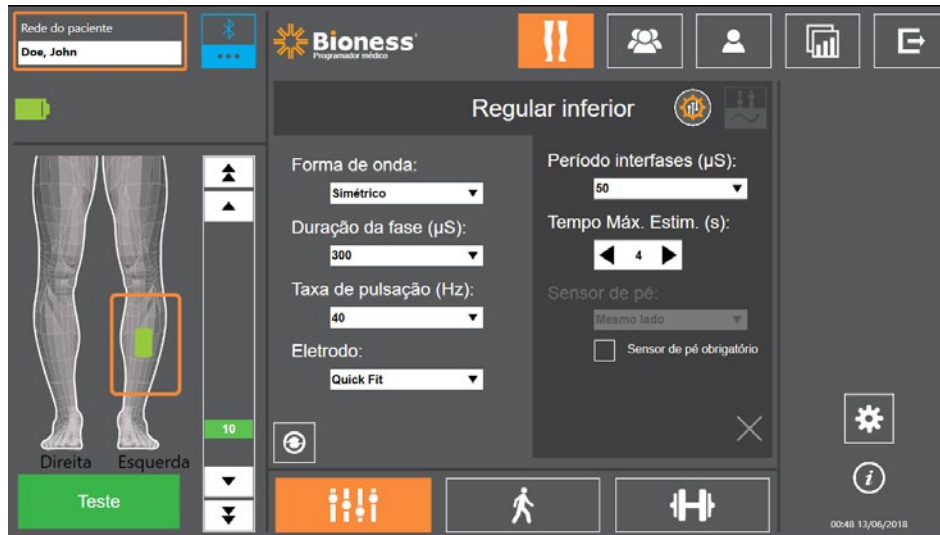 Rede do paciente
Doe, John
Bioness
Programador médico
Regular inferior
Forma de onda:
Simétrico
Duração da fase (µS):
300
Taxa de pulsação (Hz):
40
Eletrodo:
Quick Fit
Período interfases (µS):
50
Tempo Máx. Estim. (s):
4
Sensor de pé:
Mesmo lado
Sensor de pé obrigatório
10
Direita Esquerda
Teste
00:48 13/06/2018